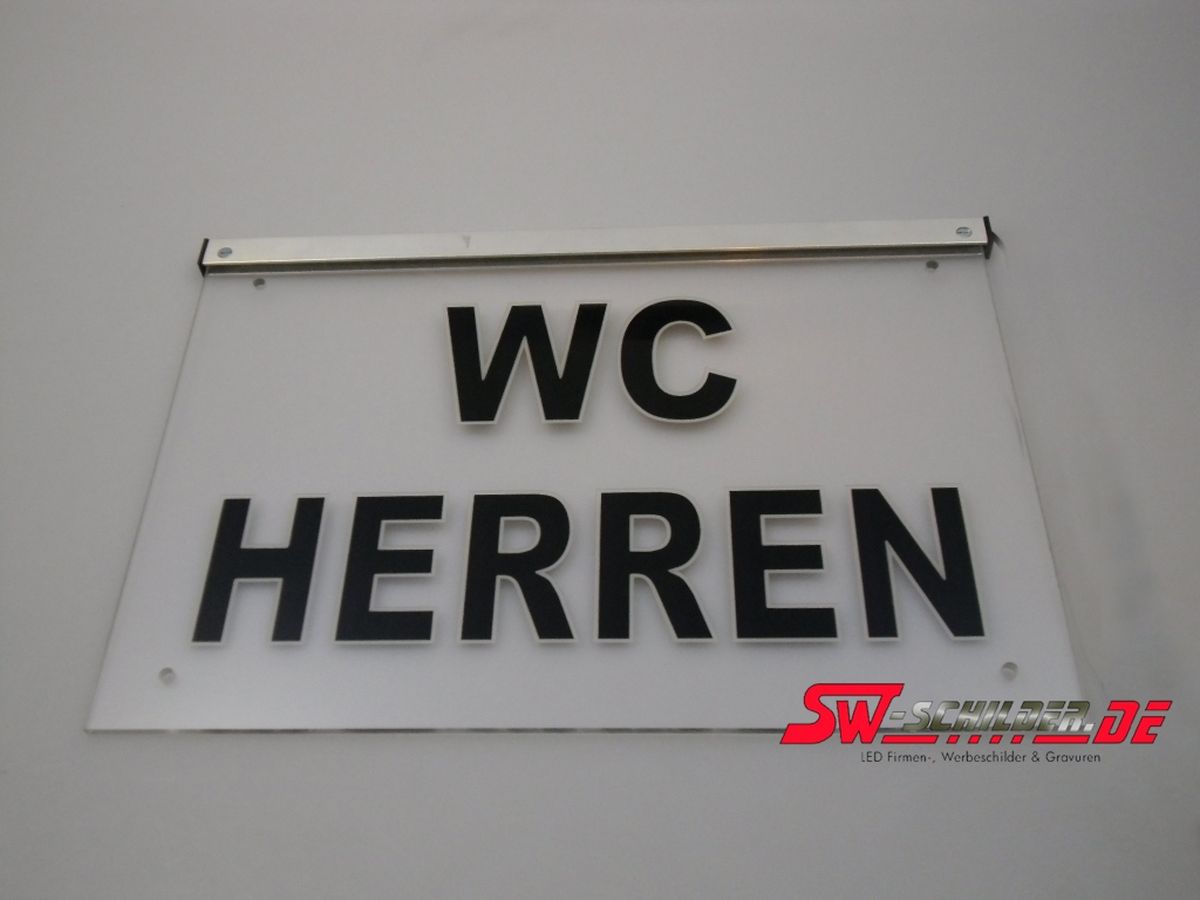 WC
HERREN
SW-SCHILDER.DE
LED Firmen-, Werbeschilder & Gravuren